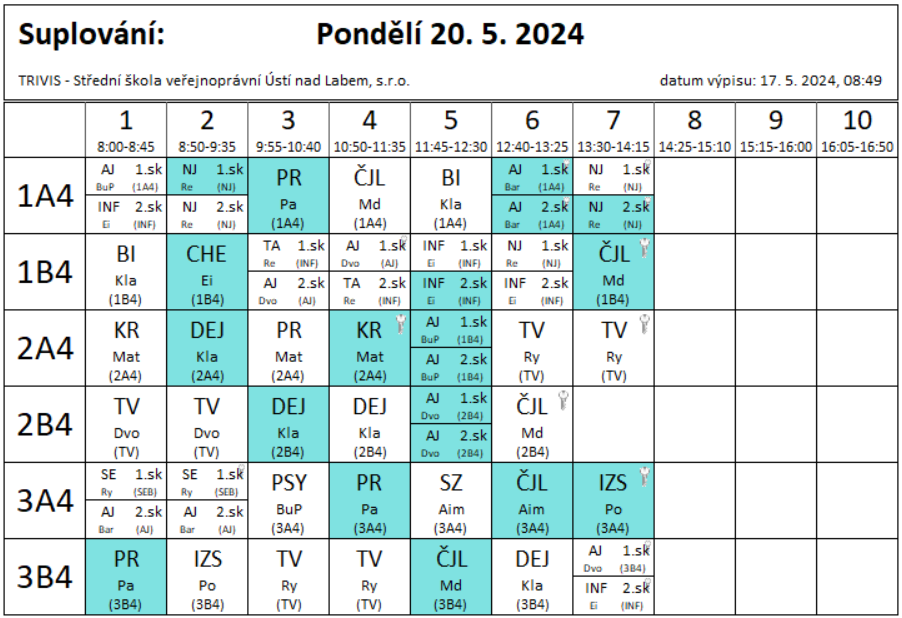 Suplování: Pondělí 20. 5. 2024
TRIVIS - Střední škola veřejnoprávní Ústí nad Labem, s.r.o. datum výpisu: 17. 5. 2024, 08:49
1 2 3 4 5 6 7 8 9 10
8:00-8:45 8:50-9:35 9:55-10:40 10:50-11:35 11:45-12:30 12:40-13:25 13:30-14:15 14:25-15:10 15:15-16:00 16:05-16:50
1A4
AJ 1.sk
BuP (1A4)
INF 2.sk
Ei (INF)
NJ 1.sk
Re (NJ)
NJ 2.sk
Re (NJ)
PR
Pa
(1A4)
ČJL
Md
(1A4)
BI
Kla
(1A4)
AJ 1.sk
Bar (1A4)
AJ 2.sk
Bar (1A4)
NJ 1.sk
Re (NJ)
NJ 2.sk
Re (NJ)
1B4
BI
Kla
(1B4)
CHE
Ei
(1B4)
TA 1.sk
Re (INF)
AJ 2.sk
Dvo (AJ)
AJ 1.sk
Dvo (AJ)
TA 2.sk
Re (INF)
INF 1.sk
Ei (INF)
INF 2.sk
Ei (INF)
NJ 1.sk
Re (NJ)
INF 2.sk
Ei (INF)
ČJL
Md
(1B4)
2A4
KR
Mat
(2A4)
DEJ
Kla
(2A4)
PR
Mat
(2A4)
KR
Mat
(2A4)
AJ 1.sk
BuP (1B4)
AJ 2.sk
BuP (1B4)
TV
Ry
(TV)
TV
Ry
(TV)
2B4
TV
Dvo
(TV)
TV
Dvo
(TV)
DEJ
Kla
(2B4)
DEJ
Kla
(2B4)
AJ 1.sk
Dvo (2B4)
AJ 2.sk
Dvo (2B4)
ČJL
Md
(2B4)
3A4
SE 1.sk
Ry (SEB)
AJ 2.sk
Bar (AJ)
SE 1.sk
Ry (SEB)
AJ 2.sk
Bar (AJ)
PSY
BuP
(3A4)
PR
Pa
(3A4)
SZ
Aim
(3A4)
ČJL
Aim
(3A4)
IZS
Po
(3A4)
3B4
PR
Pa
(3B4)
IZS
Po
(3B4)
TV
Ry
(TV)
TV
Ry
(TV)
ČJL
Md
(3B4)
DEJ
Kla
(3B4)
AJ 1.sk
Dvo (3B4)
INF 2.sk
Ei (INF)